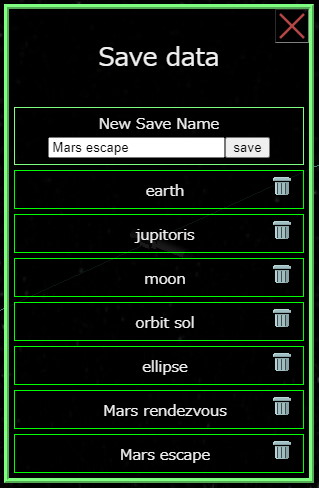 Save data
New Save Name
Mars escape save
earth
jupitoris
moon
orbit sol
ellipse
Mars rendezvous
Mars escape